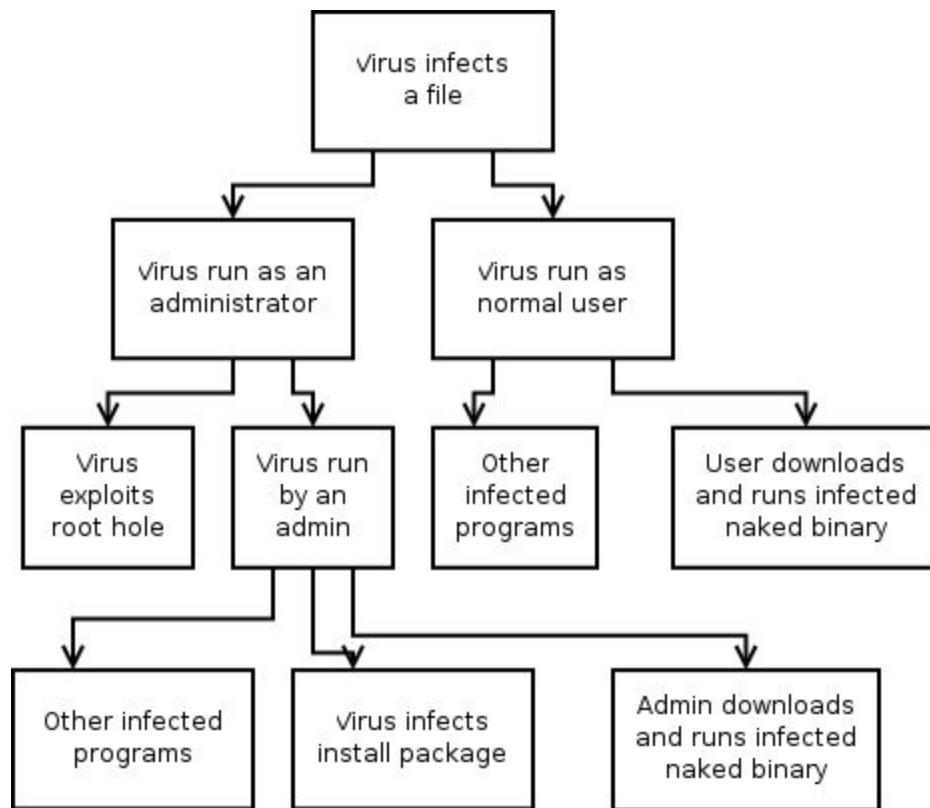 Virus infects
a file
Virus run as an
administrator
Virus run as
normal user
Virus
exploits
root hole
Virus run
by an
admin
Other
infected
programs
User downloads
and runs infected
naked binary
Other infected
programs
Virus infects
install package
Admin downloads
and runs infected
naked binary